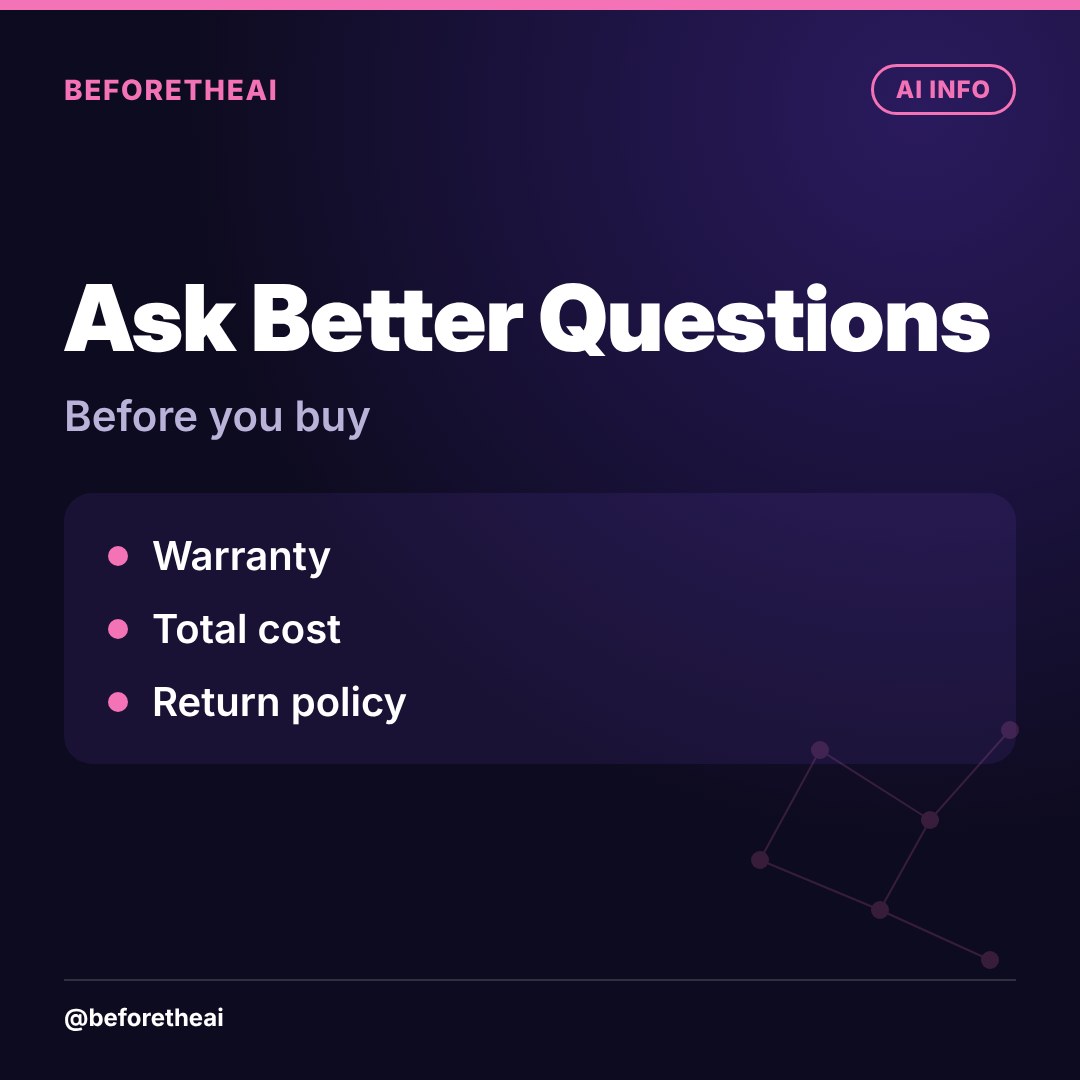 BEFORETHEAI
AI INFO
Ask Better Questions
Before you buy
Warranty
Total cost
Return policy
@beforetheai